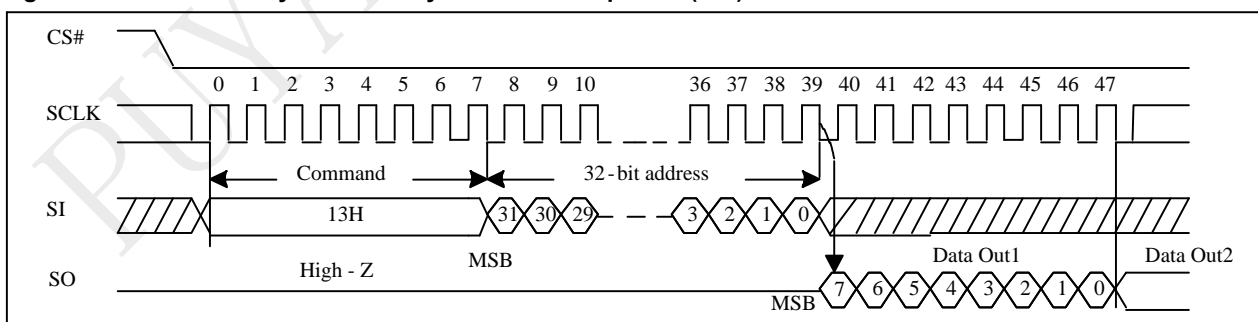 CS#
0 1 2 3 4 5 6 7 8 9 10 36 37 38 39 40 41 42 43 44 45 46 47
SCLK
Command 32-bit address
SI 13H 31 30 29 3 2 1 0
High - Z MSB Data Out1 Data Out2
SO MSB 7 6 5 4 3 2 1 0
PUYA